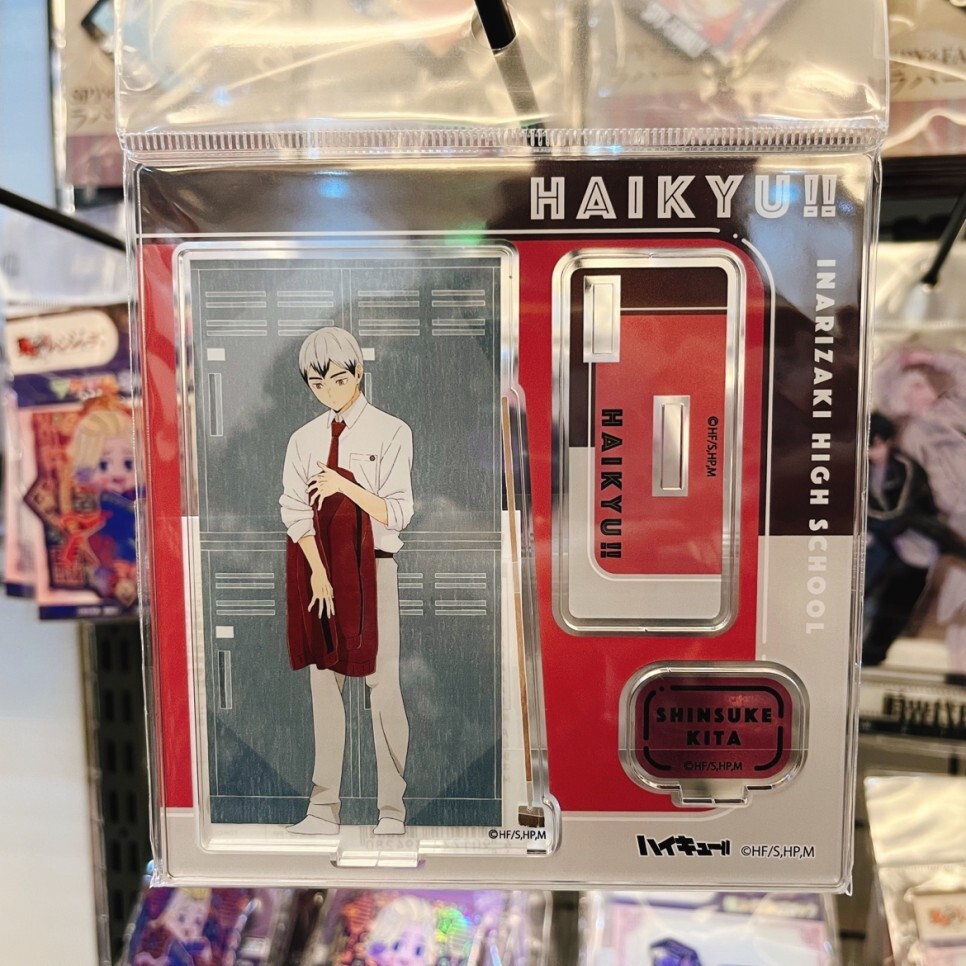 HAIKYU!!
INARIZAKI HIGH SCHOOL
HAIKYU!!
©HF/S,HP,M
SHINSUKE
KITA
©HF/S,HP,M
©HF/S,HP,M
ハイキュー!! ©HF/S,HP,M